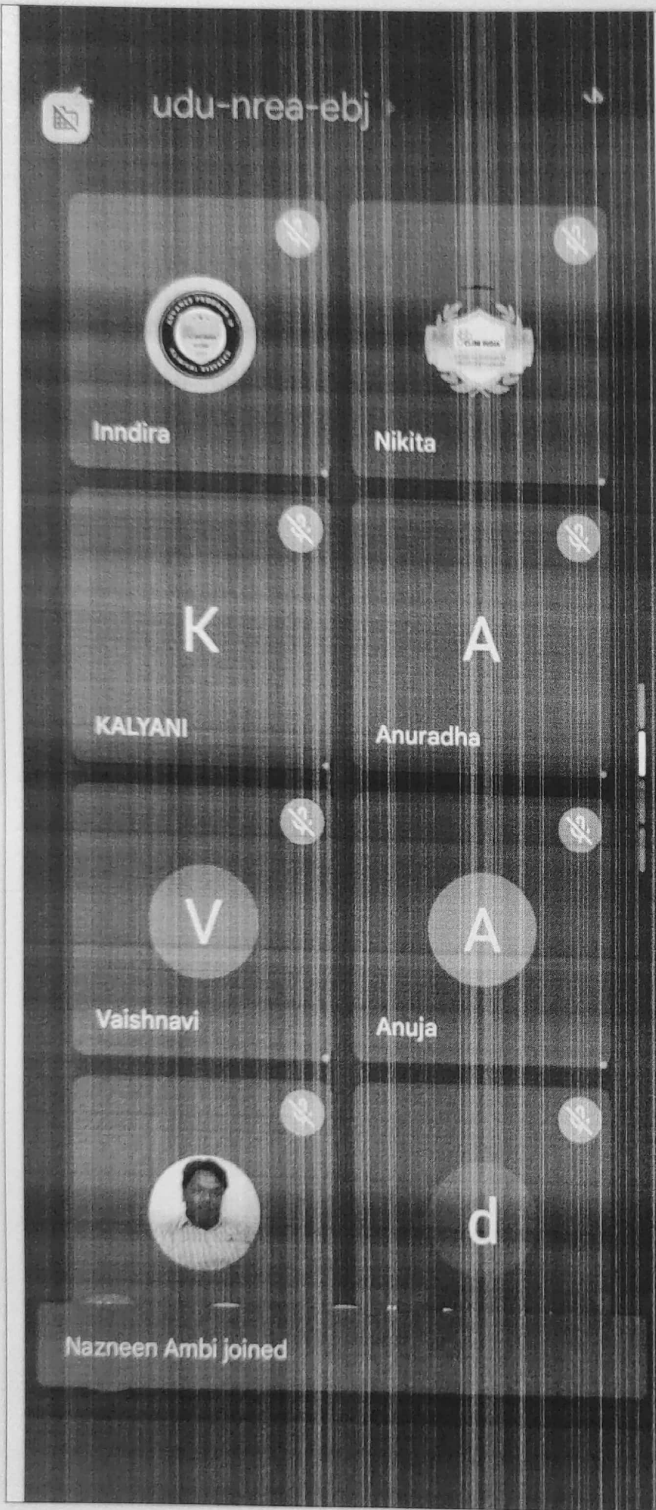 udu-nrea-ebj
Inndira
Nikita
K
A
KALYANI
Anuradha
V
A
Vaishnavi
Anuja
d
Nazneen Ambi joined